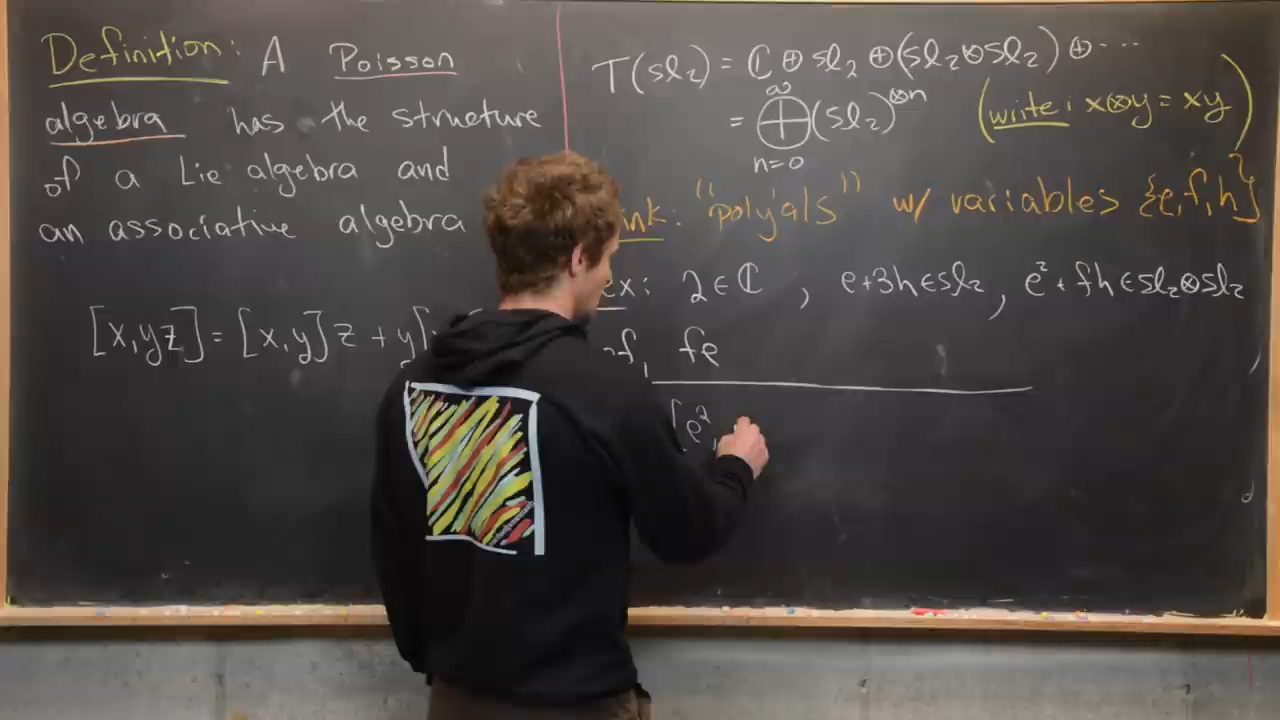 Definition: A Poisson
algebra has the structure
of a Lie algebra and
an associative algebra
[x,yz]=[x,y]z + y[
T(sl₂) = ℂ ⊕ sl₂ ⊕ (sl₂⊗sl₂) ⊕ ...
= ⊕_{n=0}^{∞} (sl₂)^{⊗n} (write: x⊗y = xy)
ink: "poly'als" w/ variables {e,f,h}
ex: 2∈ℂ, e+3h∈sl₂, e²+fh∈sl₂⊗sl₂,
f, fe
[e²,